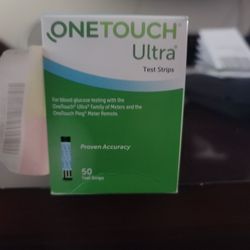 ONETOUCH®
Ultra®
Test Strips
For blood glucose testing with the
OneTouch® Ultra® Family of Meters and the
OneTouch Ping® Meter Remote
Proven Accuracy
50
Test Strips